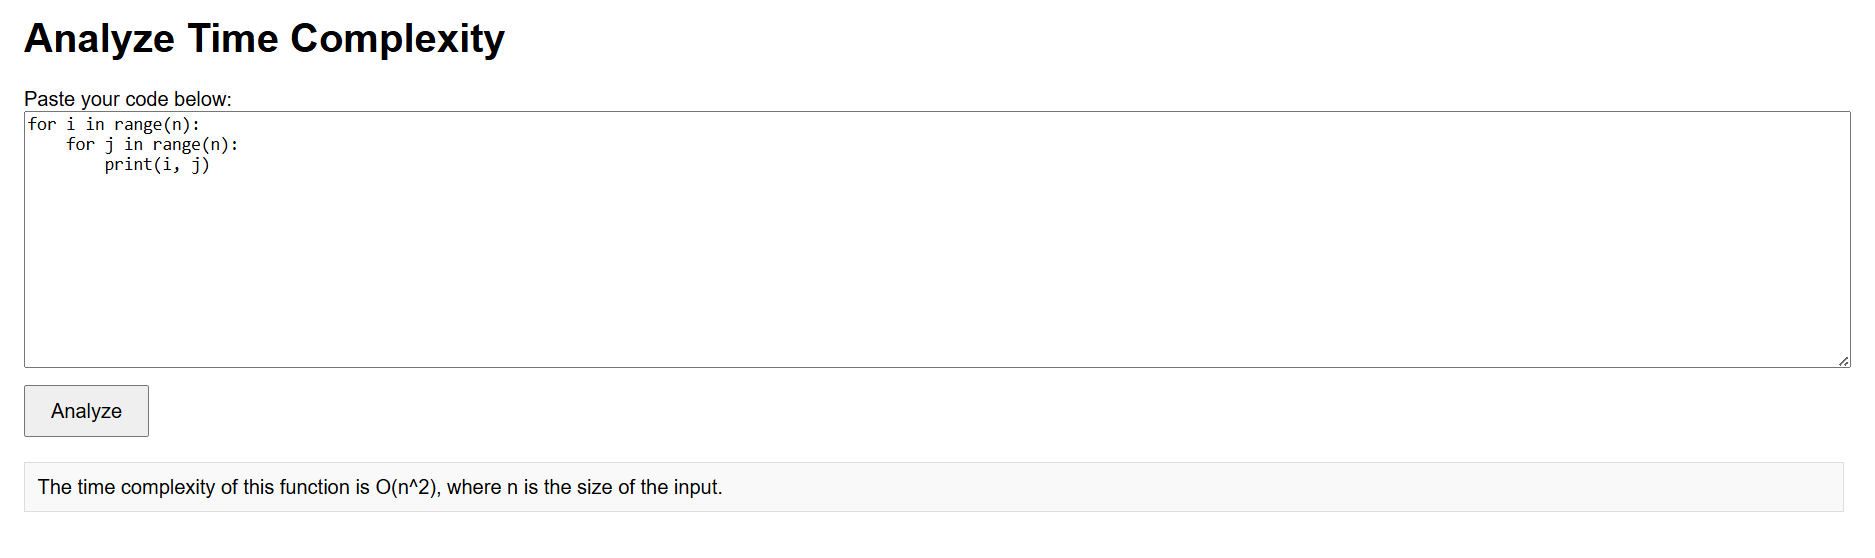 Analyze Time Complexity
Paste your code below:
for i in range(n):
    for j in range(n):
        print(i, j)
Analyze
The time complexity of this function is O(n^2), where n is the size of the input.